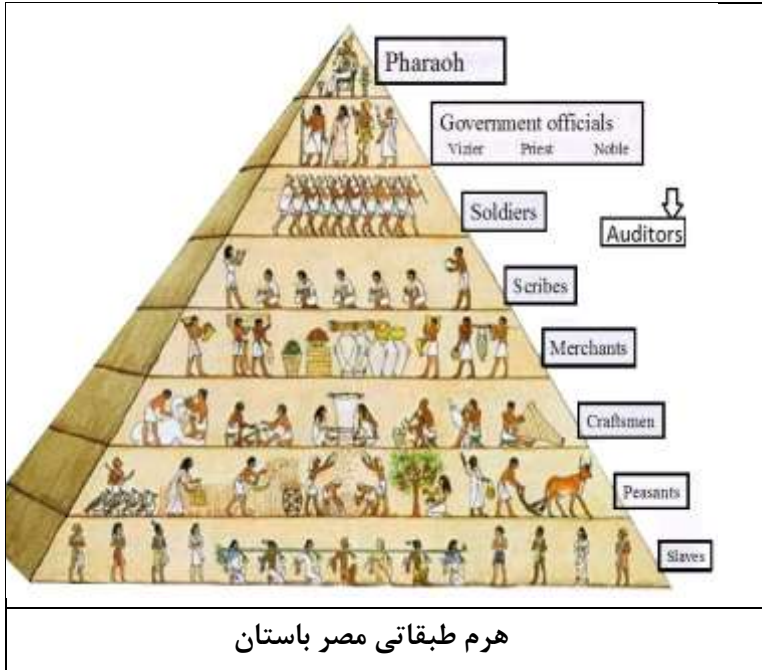 Pharaoh
Government officials
Vizier Priest Noble
Soldiers
Auditors
Scribes
Merchants
Craftsmen
Peasants
Slaves
هرم طبقاتی مصر باستان